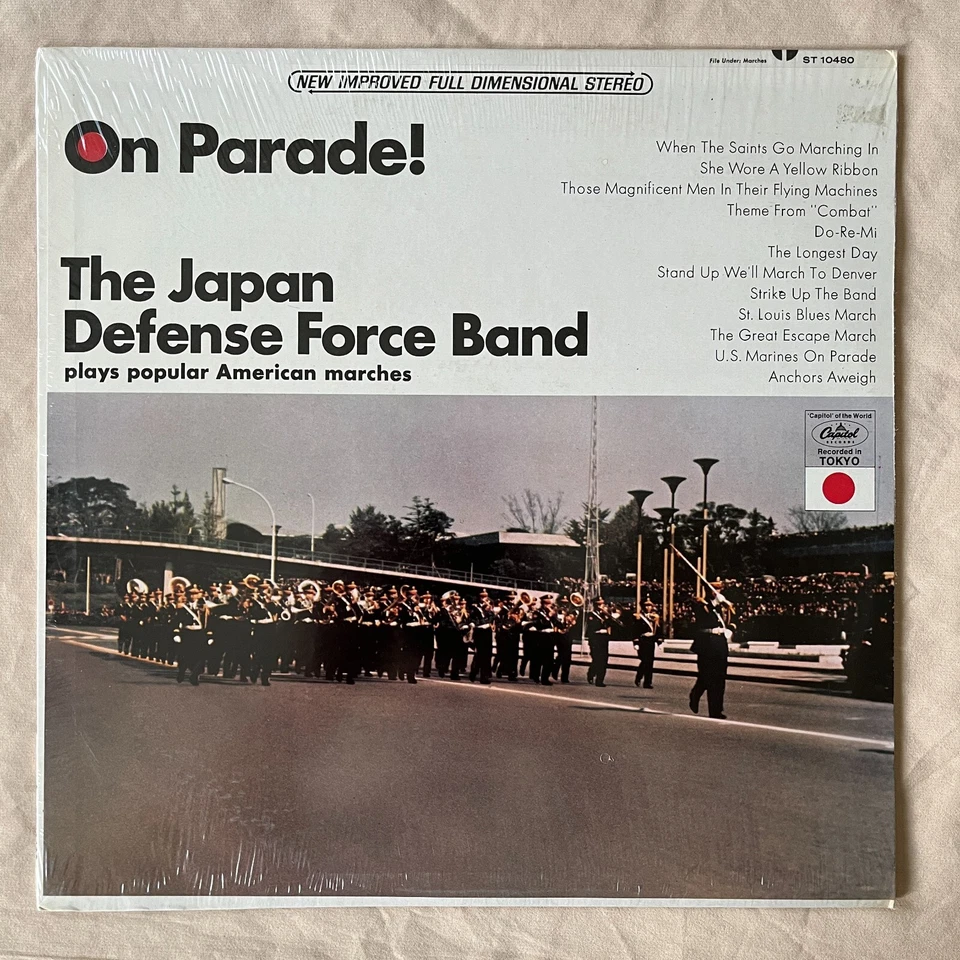 File Under: Marches
ST 10480
NEW IMPROVED FULL DIMENSIONAL STEREO
On Parade!
The Japan
Defense Force Band
plays popular American marches
When The Saints Go Marching In
She Wore A Yellow Ribbon
Those Magnificent Men In Their Flying Machines
Theme From "Combat"
Do-Re-Mi
The Longest Day
Stand Up We'll March To Denver
Strike Up The Band
St. Louis Blues March
The Great Escape March
U.S. Marines On Parade
Anchors Aweigh
'Capitol' of the World
Capitol
RECORDS
Recorded in
TOKYO